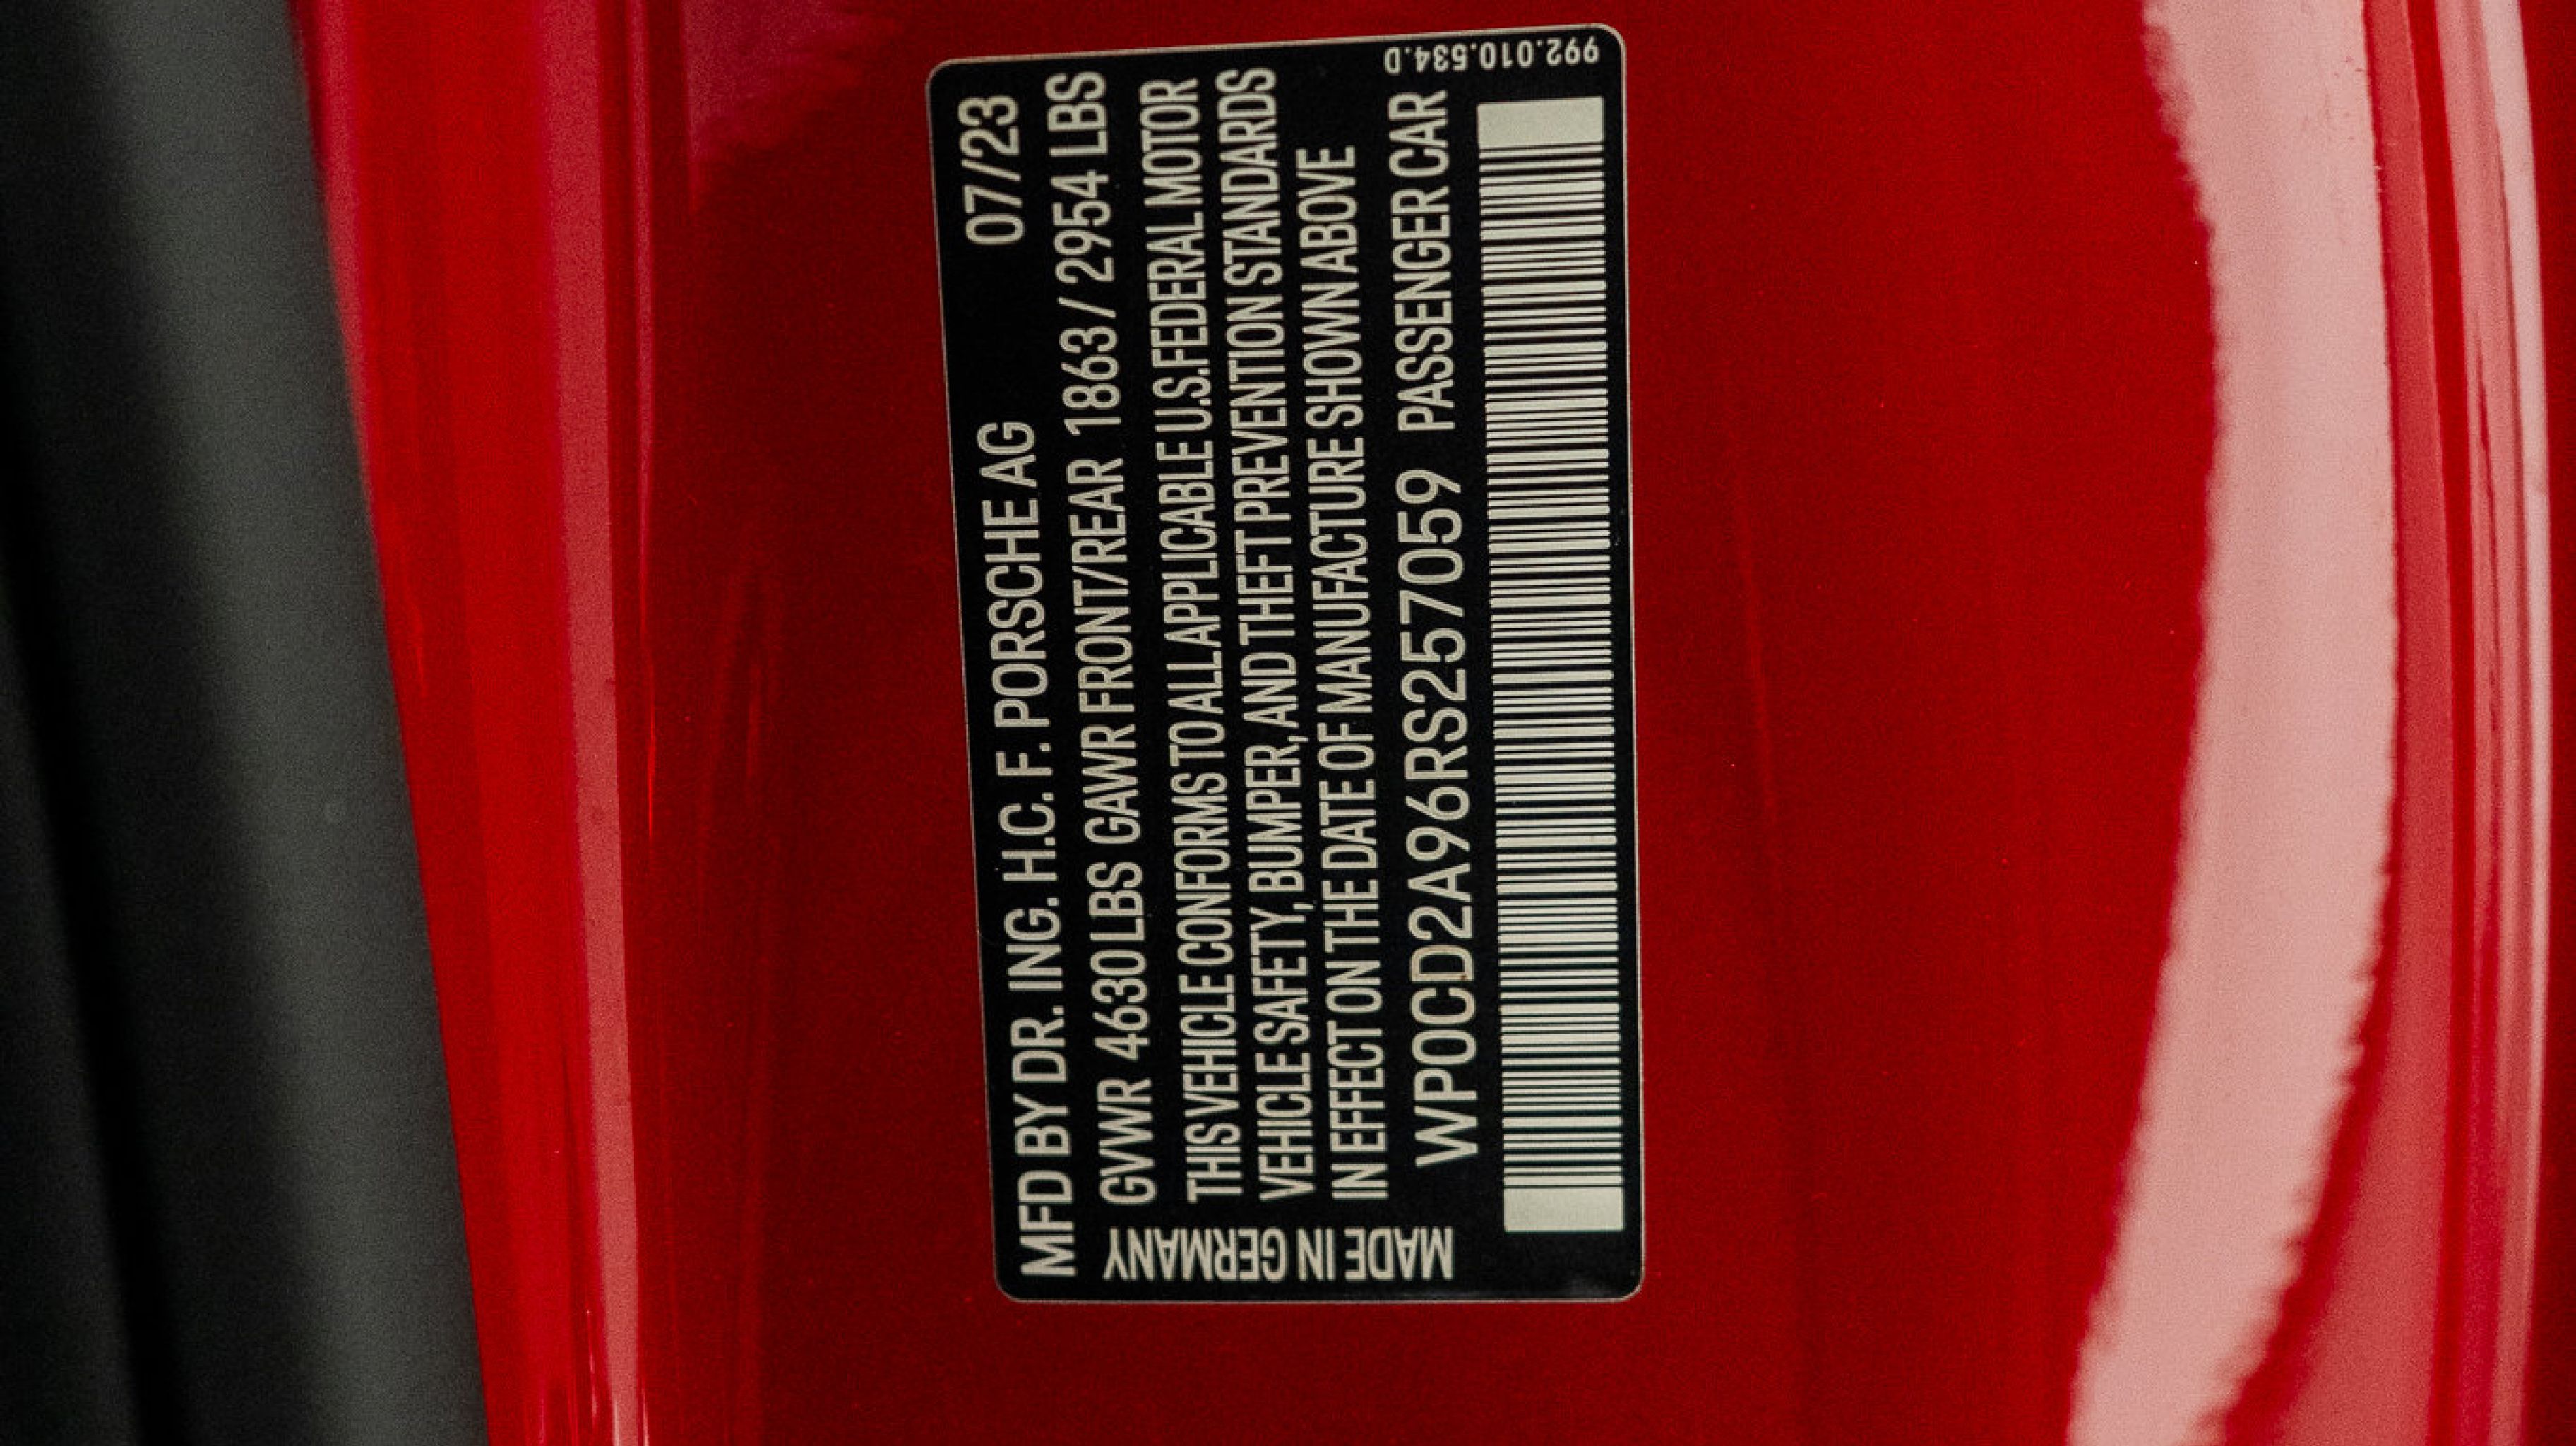 MFD BY DR. ING. H.C. F. PORSCHE AG 07/23
GVWR 4630 LBS GAWR FRONT/REAR 1863 / 2954 LBS
THIS VEHICLE CONFORMS TO ALL APPLICABLE U.S. FEDERAL MOTOR
VEHICLE SAFETY, BUMPER, AND THEFT PREVENTION STANDARDS
IN EFFECT ON THE DATE OF MANUFACTURE SHOWN ABOVE
WP0CD2A96RS257059 PASSENGER CAR
MADE IN GERMANY
992.010.534.D